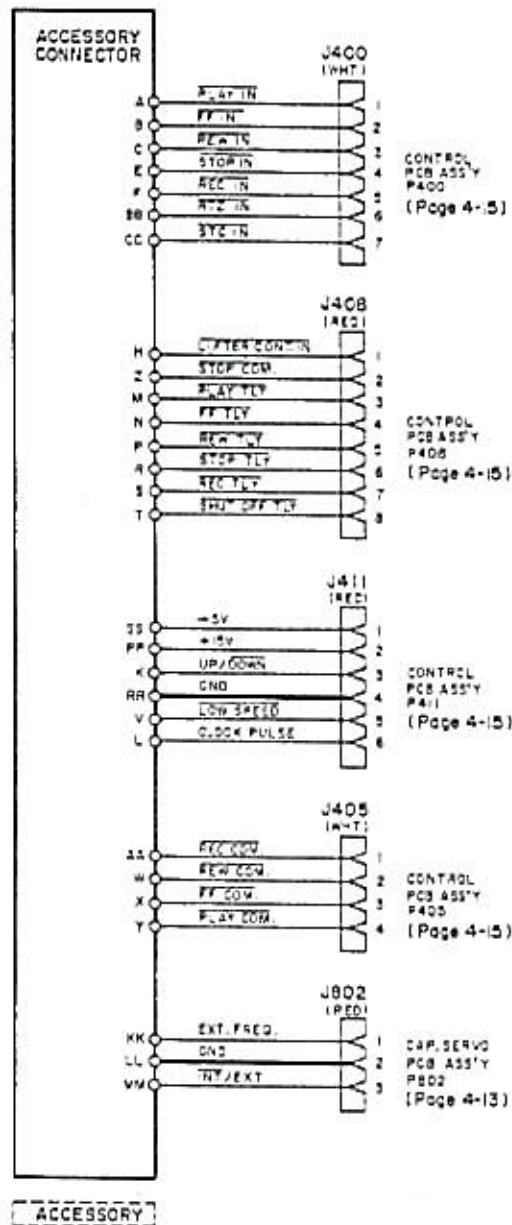 ACCESSORY
CONNECTOR
J400
(WHT)
A PLAY IN 1
B FF IN 2
C REW IN 3
E STOP IN 4
F REC IN 5
BB RTZ IN 6
CC STC IN 7
CONTROL
PCB ASS'Y
P400
(Page 4-15)
J408
(RED)
H LIFTER CONT.IN 1
Z STOP COM. 2
M PLAY TLY 3
N FF TLY 4
P REW TLY 5
R STOP TLY 6
S REC TLY 7
T SHUT OFF TLY 8
CONTROL
PCB ASS'Y
P408
(Page 4-15)
J411
(RED)
SS +5V 1
PP +15V 2
K UP/DOWN 3
RR GND 4
V LOW SPEED 5
L CLOCK PULSE 6
CONTROL
PCB ASS'Y
P411
(Page 4-15)
J405
(WHT)
AA REC COM. 1
W REW COM. 2
X FF COM. 3
Y PLAY COM. 4
CONTROL
PCB ASS'Y
P405
(Page 4-15)
J802
(RED)
KK EXT. FREQ. 1
LL GND 2
MM INT/EXT 3
CAP. SERVO
PCB ASS'Y
P802
(Page 4-13)
ACCESSORY